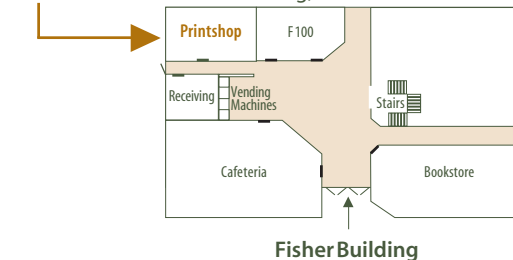 Printshop
F100
Receiving
Vending
Machines
Stairs
Cafeteria
Bookstore
Fisher Building